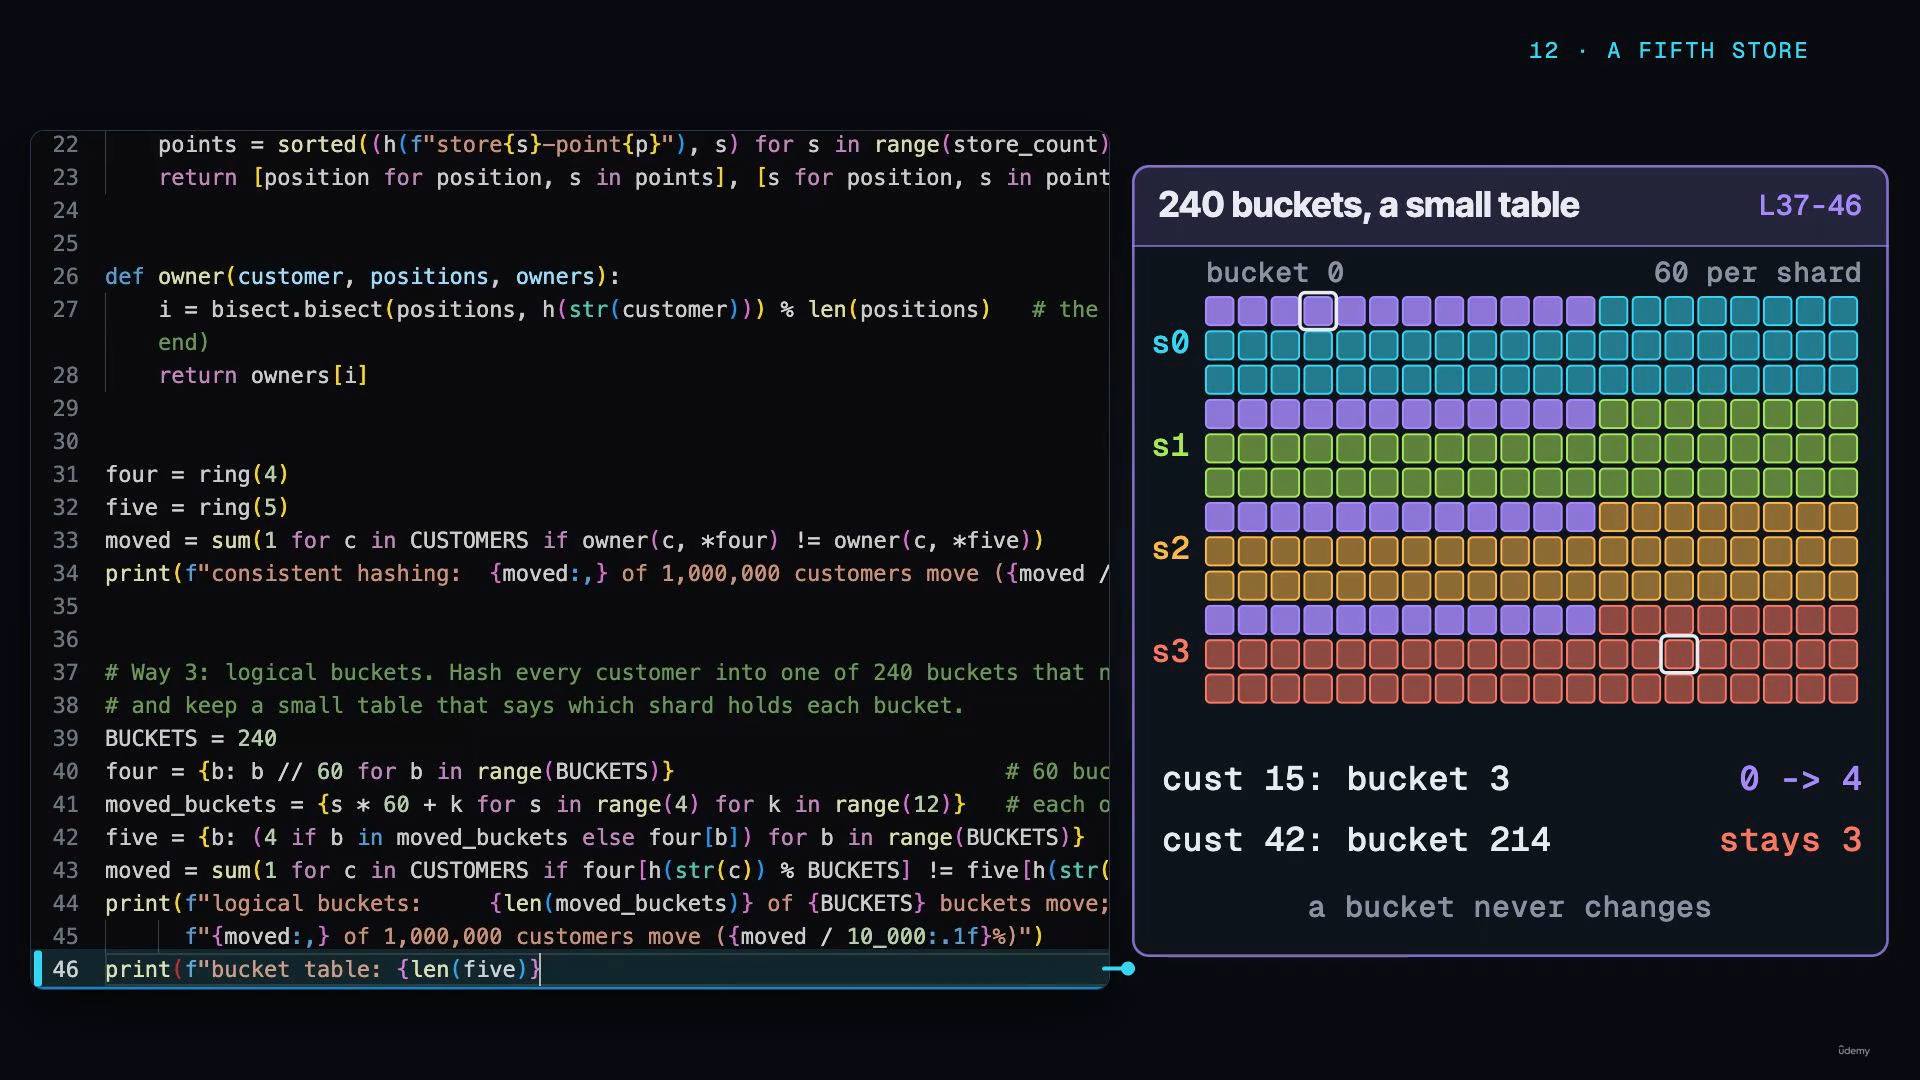 12 · A FIFTH STORE
22 points = sorted((h(f"store{s}-point{p}"), s) for s in range(store_count)
23 return [position for position, s in points], [s for position, s in point
24
25
26 def owner(customer, positions, owners):
27 i = bisect.bisect(positions, h(str(customer))) % len(positions) # the
end)
28 return owners[i]
29
30
31 four = ring(4)
32 five = ring(5)
33 moved = sum(1 for c in CUSTOMERS if owner(c, *four) != owner(c, *five))
34 print(f"consistent hashing: {moved:,} of 1,000,000 customers move ({moved /
35
36
37 # Way 3: logical buckets. Hash every customer into one of 240 buckets that n
38 # and keep a small table that says which shard holds each bucket.
39 BUCKETS = 240
40 four = {b: b // 60 for b in range(BUCKETS)} # 60 buc
41 moved_buckets = {s * 60 + k for s in range(4) for k in range(12)} # each o
42 five = {b: (4 if b in moved_buckets else four[b]) for b in range(BUCKETS)}
43 moved = sum(1 for c in CUSTOMERS if four[h(str(c)) % BUCKETS] != five[h(str(
44 print(f"logical buckets: {len(moved_buckets)} of {BUCKETS} buckets move;
45 f"{moved:,} of 1,000,000 customers move ({moved / 10_000:.1f}%)")
46 print(f"bucket table: {len(five)}
240 buckets, a small table L37-46
bucket 0 60 per shard
s0
s1
s2
s3
cust 15: bucket 3 0 -> 4
cust 42: bucket 214 stays 3
a bucket never changes
ûdemy